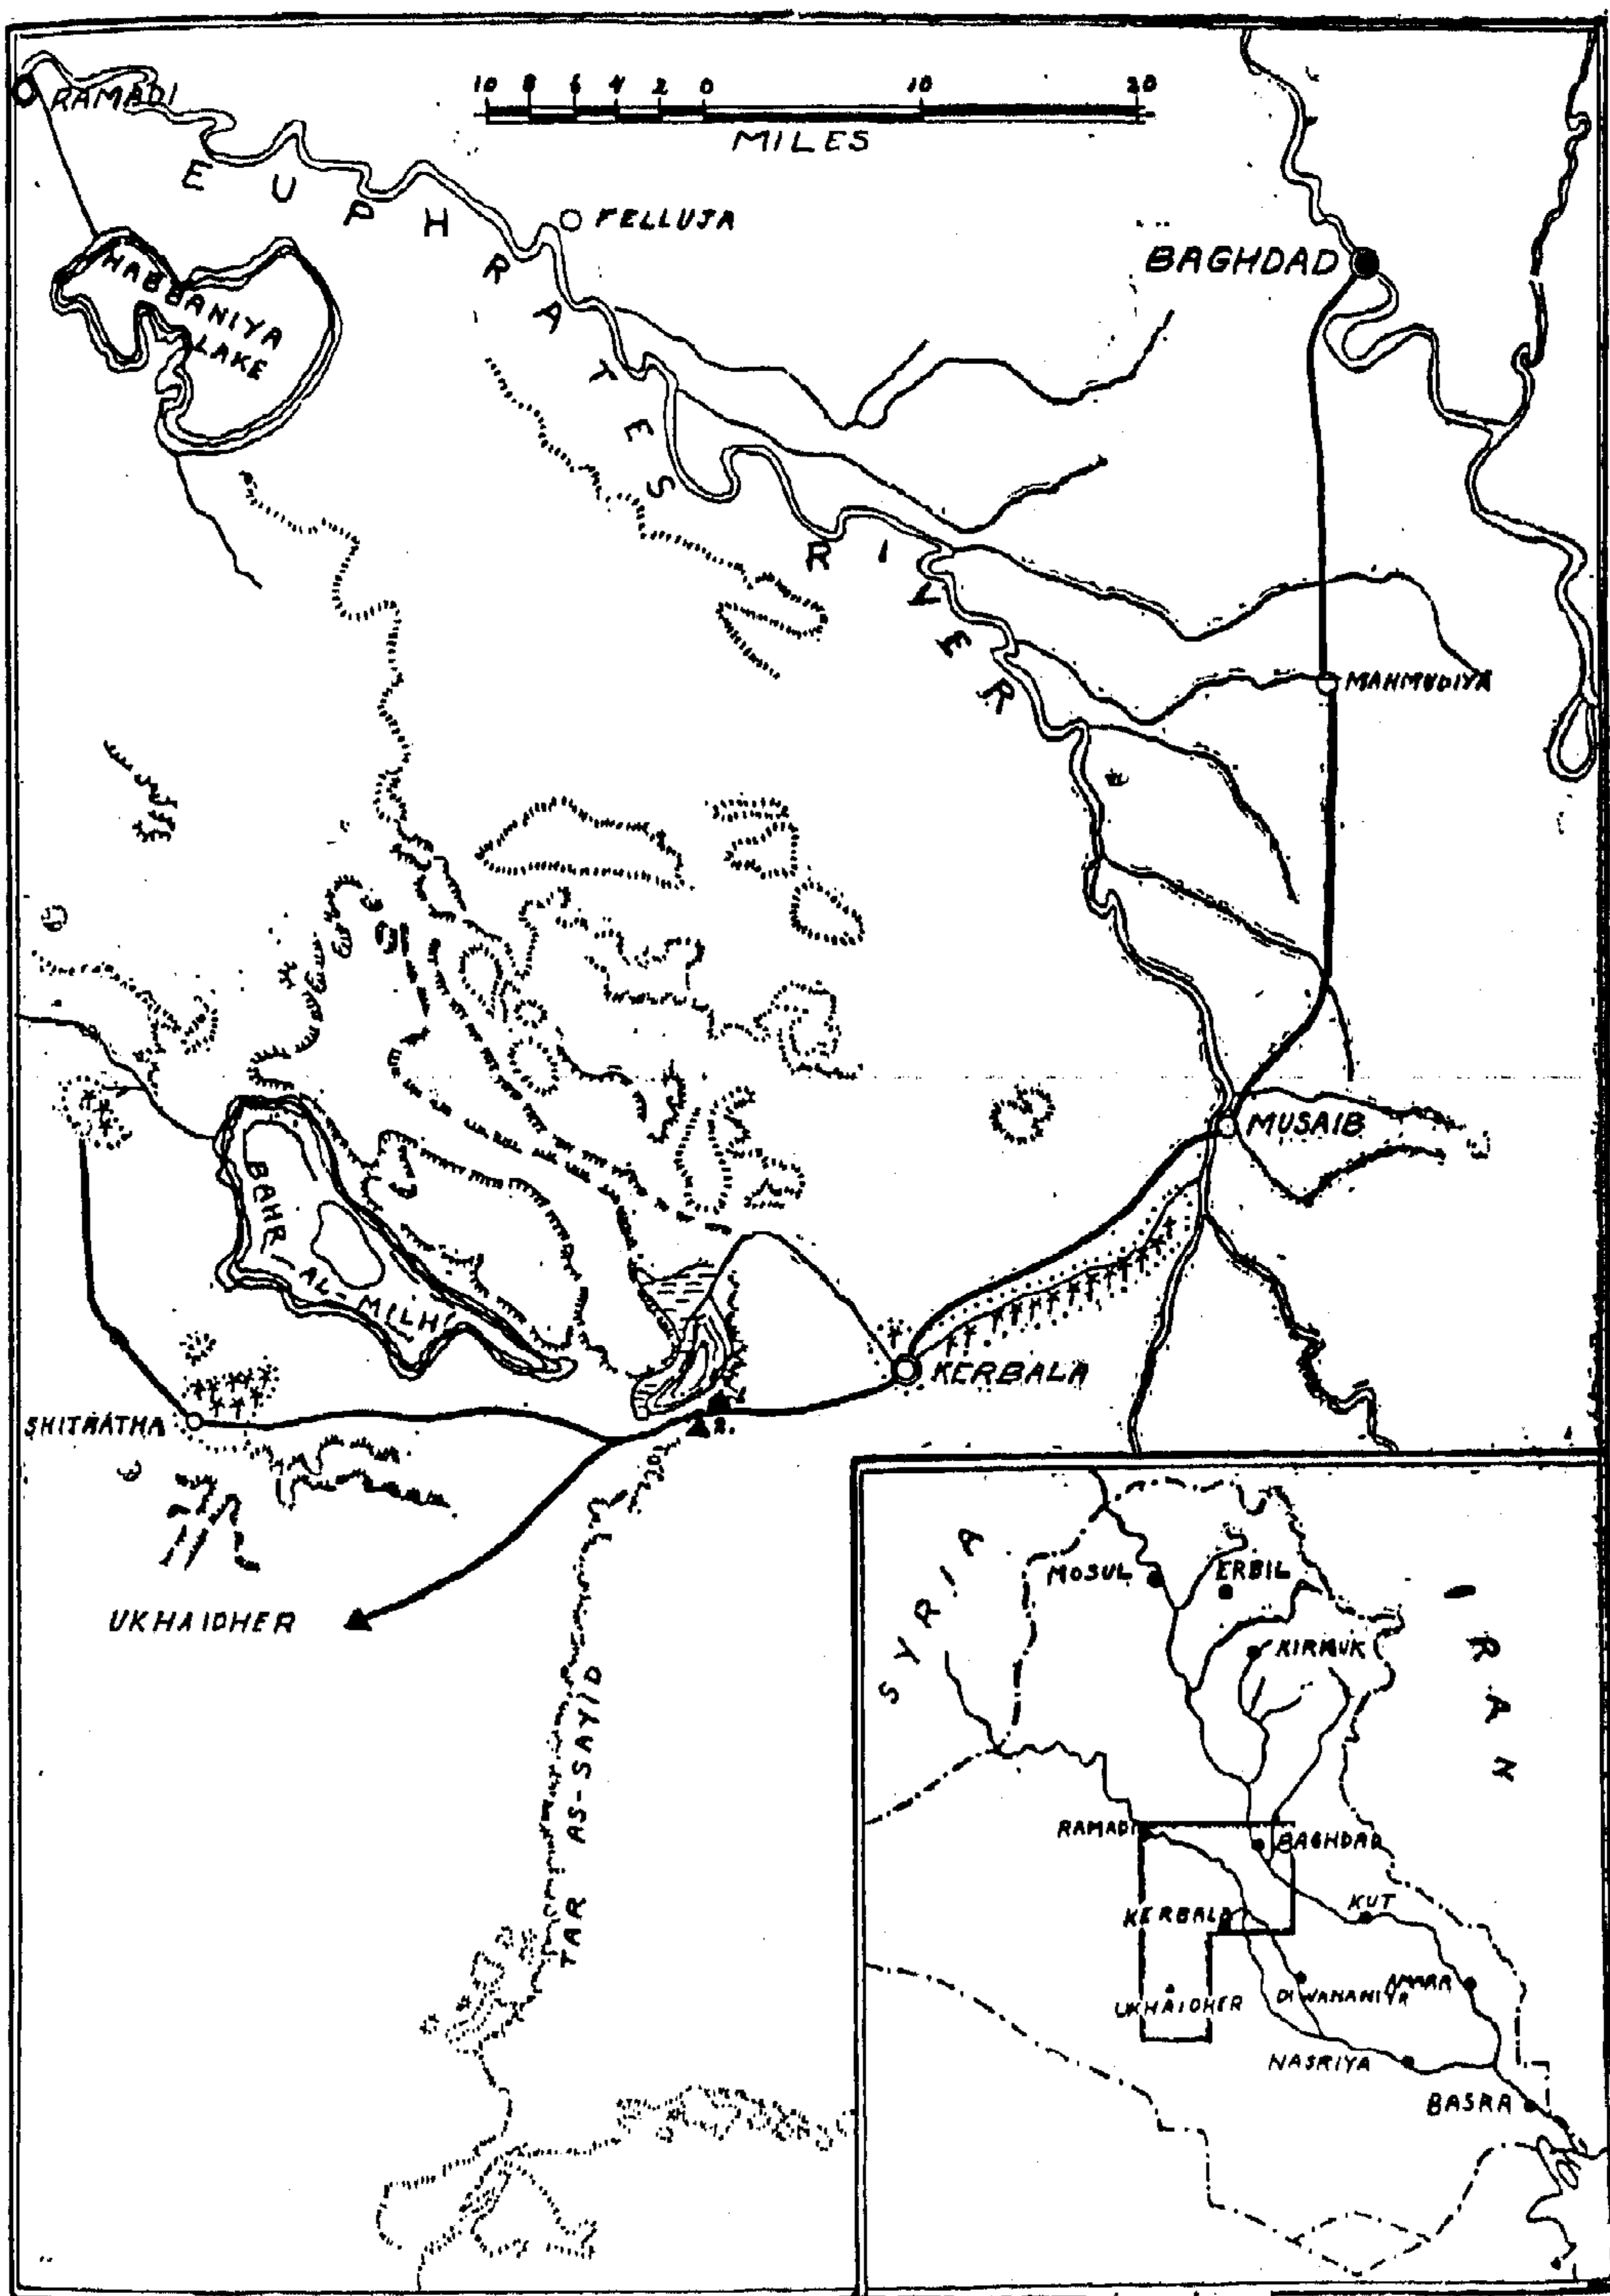 10 8 6 4 2 0 10 20
MILES
RAMADI
EUPHRATES RIVER
FELLUJA
BAGHDAD
HABBANIYA
LAKE
MAHMUDIYA
MUSAIB
BAHR
AL-MILH
KERBALA
SHITHATHA
2.
UKHAIDHER
TAR AS-SAYID
SYRIA
MOSUL
ERBIL
IRAN
KIRKUK
RAMADI
BAGHDAD
KERBALA
KUT
UKHAIDHER
DIWANAMIYA
AMARA
NASRIYA
BASRA